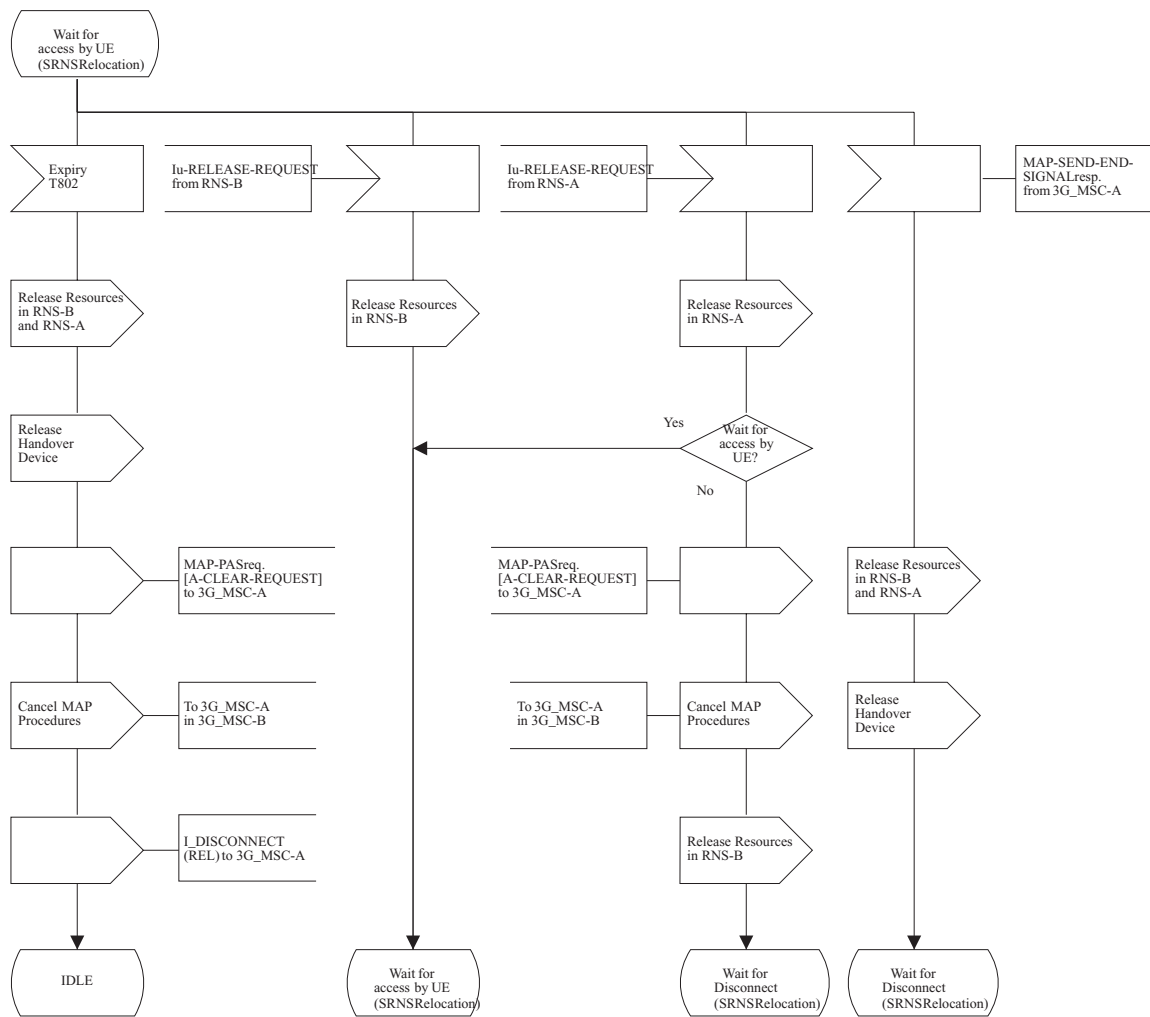 Wait for
access by UE
(SRNSRelocation)
Expiry
T802
Iu-RELEASE-REQUEST
from RNS-B
Iu-RELEASE-REQUEST
from RNS-A
MAP-SEND-END-
SIGNALresp.
from 3G_MSC-A
Release Resources
in RNS-B
and RNS-A
Release Resources
in RNS-B
Release Resources
in RNS-A
Release
Handover
Device
Yes
Wait for
access by
UE?
No
MAP-PASreq.
[A-CLEAR-REQUEST]
to 3G_MSC-A
MAP-PASreq.
[A-CLEAR-REQUEST]
to 3G_MSC-A
Release Resources
in RNS-B
and RNS-A
Cancel MAP
Procedures
To 3G_MSC-A
in 3G_MSC-B
To 3G_MSC-A
in 3G_MSC-B
Cancel MAP
Procedures
Release
Handover
Device
I_DISCONNECT
(REL) to 3G_MSC-A
Release Resources
in RNS-B
IDLE
Wait for
access by UE
(SRNSRelocation)
Wait for
Disconnect
(SRNSRelocation)
Wait for
Disconnect
(SRNSRelocation)